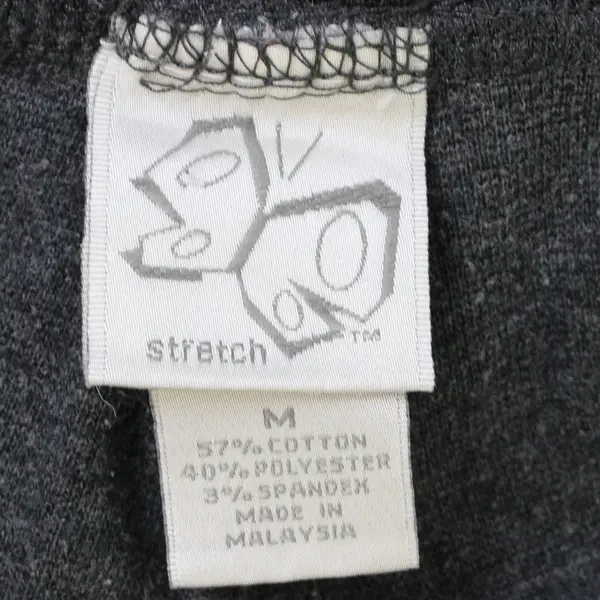 stretch TM
M
57% COTTON
40% POLYESTER
3% SPANDEX
MADE IN
MALAYSIA